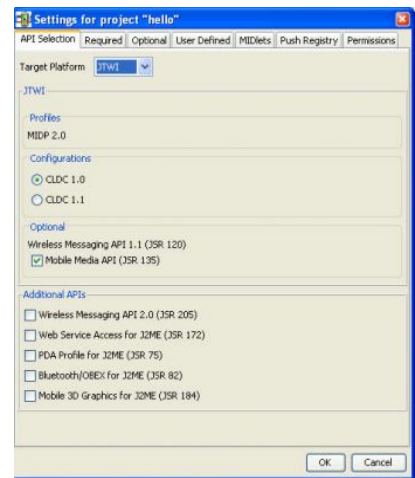 Settings for project "hello"
API Selection Required Optional User Defined MIDlets Push Registry Permissions
Target Platform JTWI
JTWI
Profiles
MIDP 2.0
Configurations
CLDC 1.0
CLDC 1.1
Optional
Wireless Messaging API 1.1 (JSR 120)
Mobile Media API (JSR 135)
Additional APIs
Wireless Messaging API 2.0 (JSR 205)
Web Service Access for J2ME (JSR 172)
PDA Profile for J2ME (JSR 75)
Bluetooth/OBEX for J2ME (JSR 82)
Mobile 3D Graphics for J2ME (JSR 184)
OK Cancel